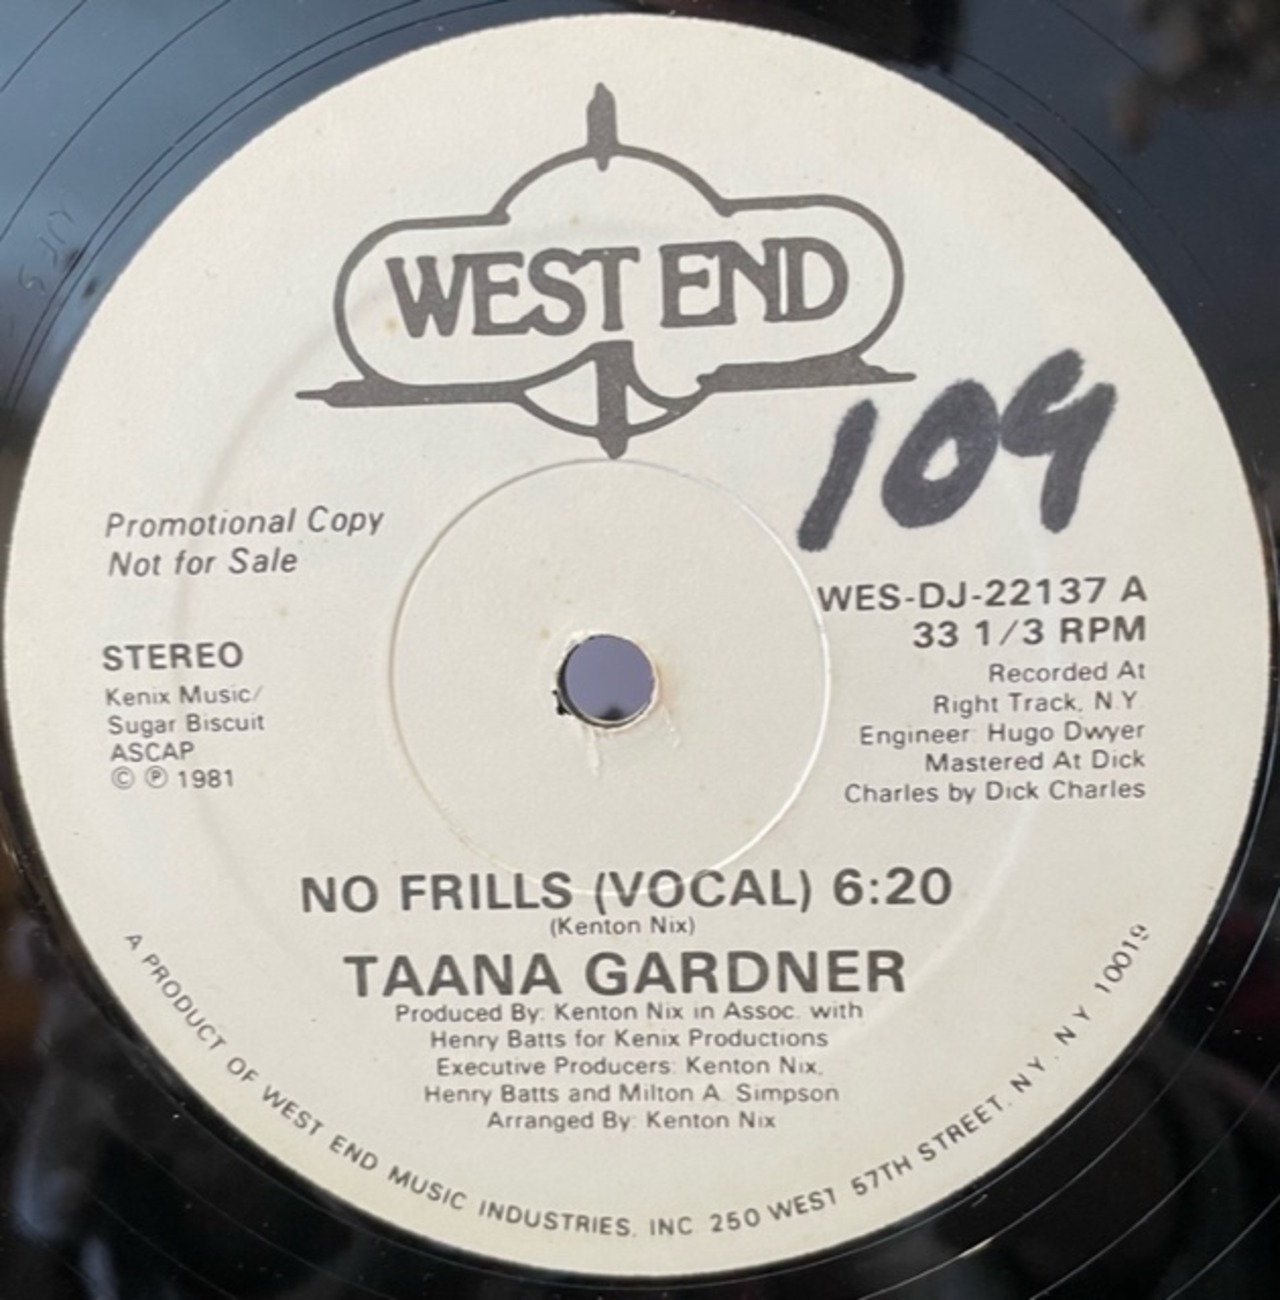 WEST END
109
Promotional Copy
Not for Sale
STEREO
Kenix Music/
Sugar Biscuit
ASCAP
© ℗ 1981
WES-DJ-22137 A
33 1/3 RPM
Recorded At
Right Track, N.Y.
Engineer: Hugo Dwyer
Mastered At Dick
Charles by Dick Charles
NO FRILLS (VOCAL) 6:20
(Kenton Nix)
TAANA GARDNER
Produced By: Kenton Nix in Assoc. with
Henry Batts for Kenix Productions
Executive Producers: Kenton Nix,
Henry Batts and Milton A. Simpson
Arranged By: Kenton Nix
A PRODUCT OF WEST END MUSIC INDUSTRIES, INC 250 WEST 57TH STREET. N.Y. N.Y 10019